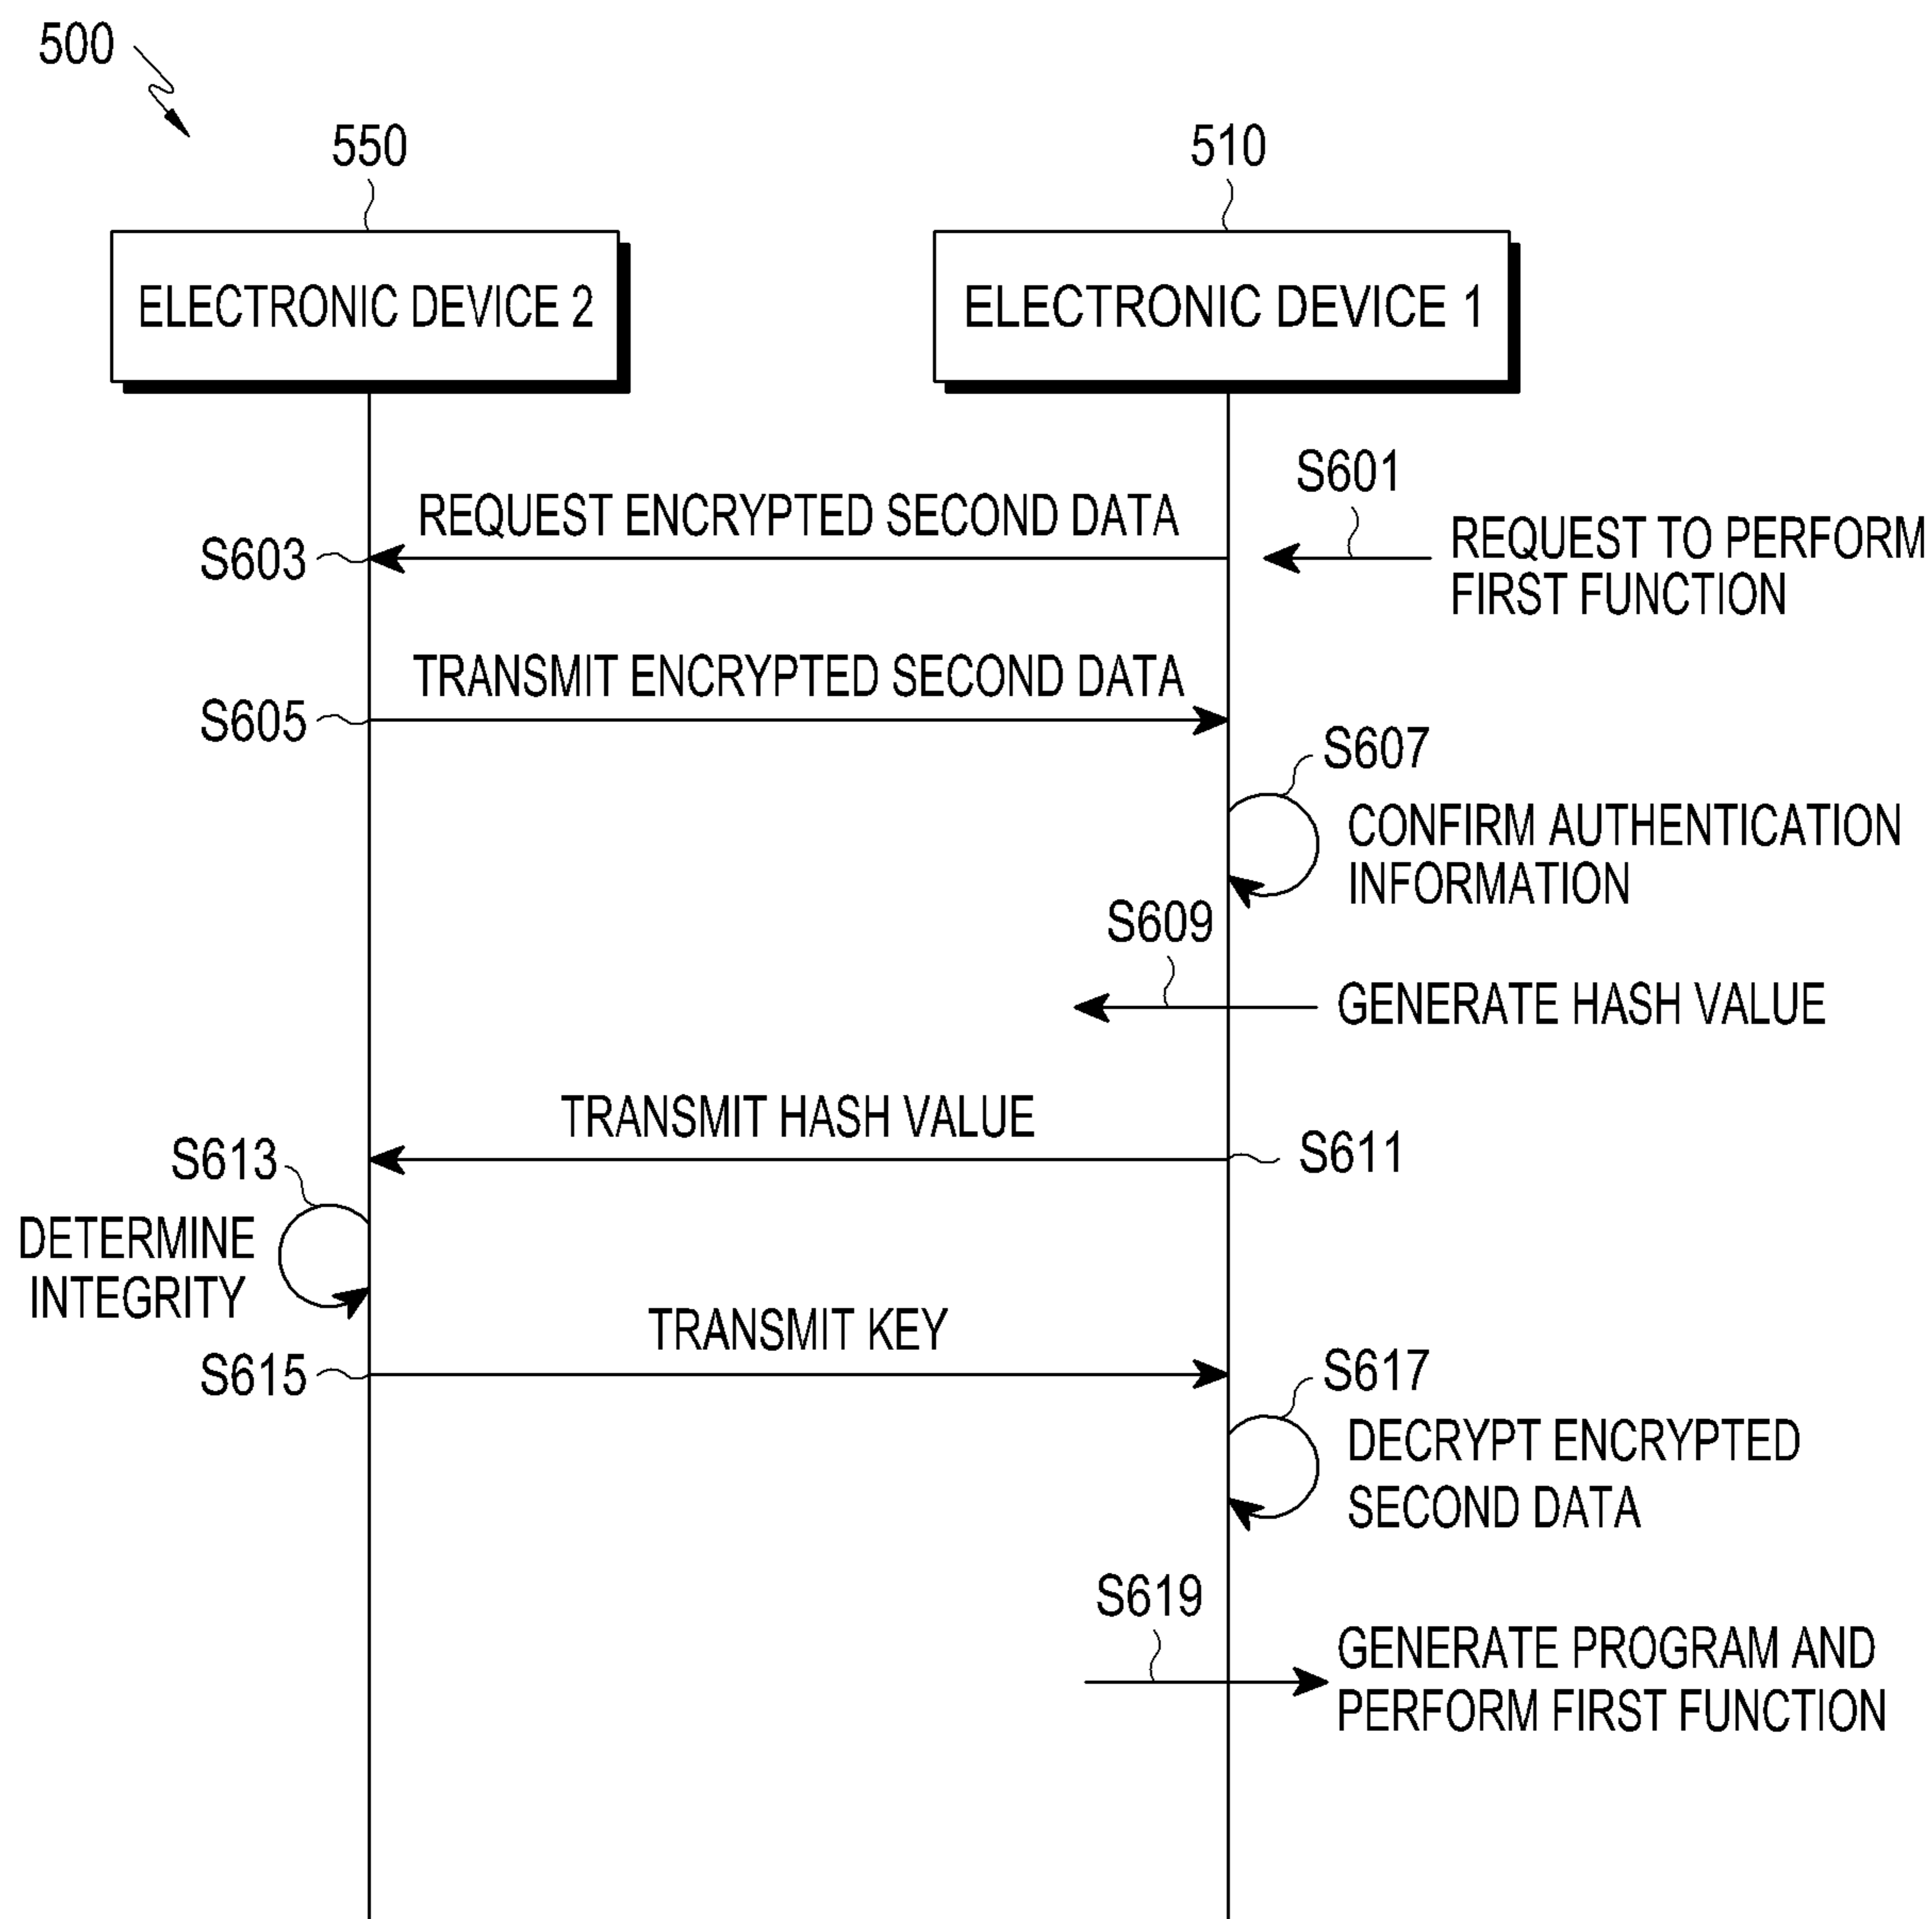 500
550
510
ELECTRONIC DEVICE 2
ELECTRONIC DEVICE 1
S601
REQUEST TO PERFORM
FIRST FUNCTION
REQUEST ENCRYPTED SECOND DATA
S603
TRANSMIT ENCRYPTED SECOND DATA
S605
S607
CONFIRM AUTHENTICATION
INFORMATION
S609
GENERATE HASH VALUE
TRANSMIT HASH VALUE
S611
S613
DETERMINE
INTEGRITY
TRANSMIT KEY
S615
S617
DECRYPT ENCRYPTED
SECOND DATA
S619
GENERATE PROGRAM AND
PERFORM FIRST FUNCTION